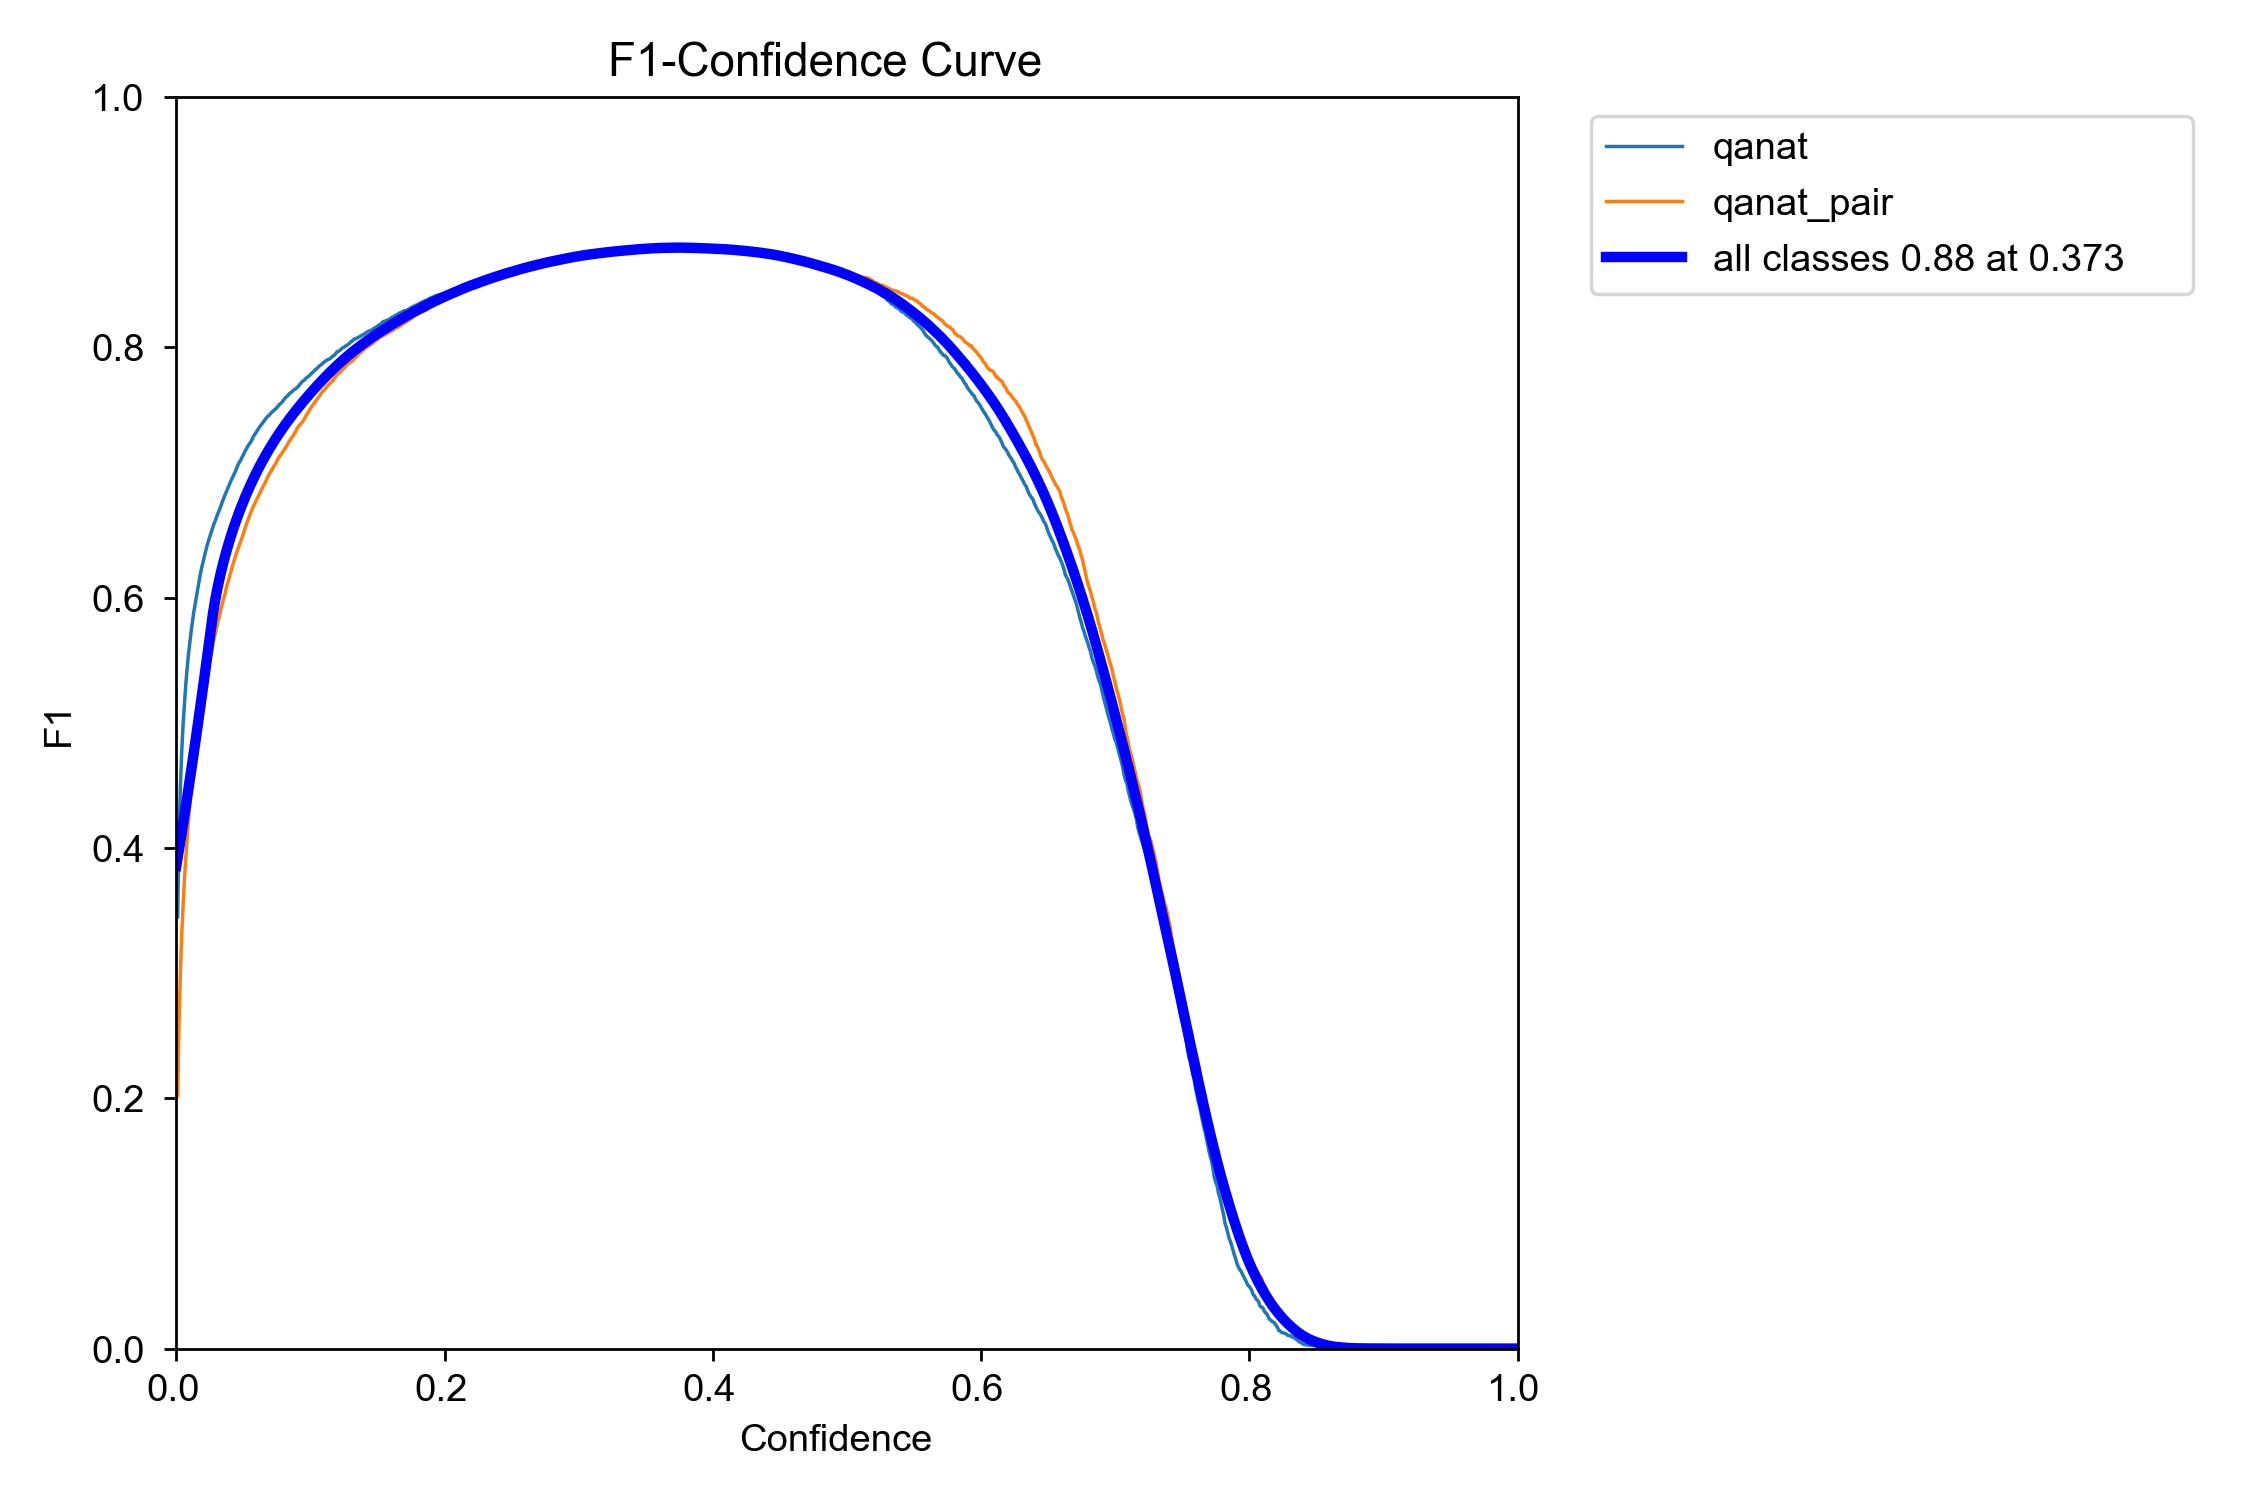 F1-Confidence Curve
1.0
0.8
0.6
0.4
0.2
0.0
F1
0.0 0.2 0.4 0.6 0.8 1.0
Confidence
qanat
qanat_pair
all classes 0.88 at 0.373